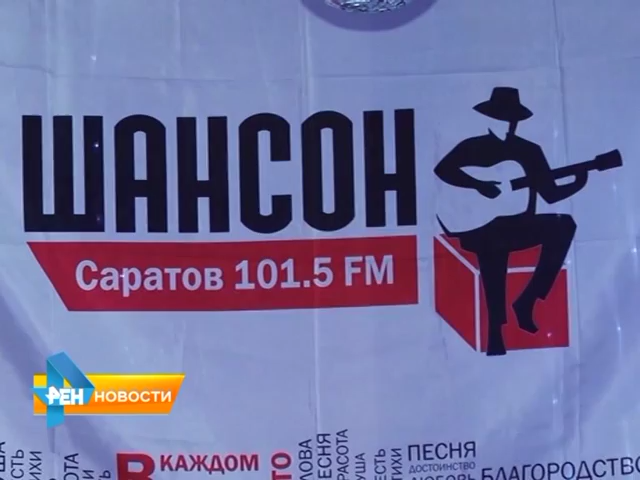 ШАНСОН
Саратов 101.5 FM
РЕН НОВОСТИ
В КАЖДОМ
ПЕСНЯ
ДОСТОИНСТВО
БЛАГОРОДСТВО